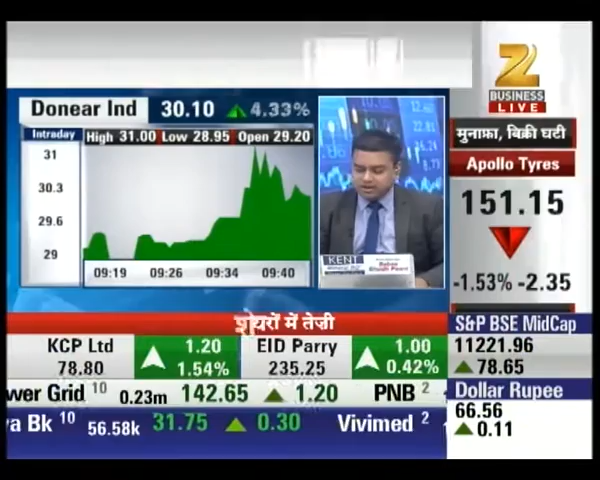 Z
BUSINESS
LIVE
Donear Ind 30.10 4.33%
Intraday High 31.00 Low 28.95 Open 29.20
31
30.3
29.6
29
09:19 09:26 09:34 09:40
KENT
मुनाफ़ा, बिक्री घटी
Apollo Tyres
151.15
-1.53% -2.35
शेयरों में तेज़ी
KCP Ltd 1.20
78.80 1.54%
EID Parry 1.00
235.25 0.42%
S&P BSE MidCap
11221.96
78.65
wer Grid 10 0.23m 142.65 1.20 PNB 2
Dollar Rupee
66.56
0.11
a Bk 10 56.58k 31.75 0.30 Vivimed 2